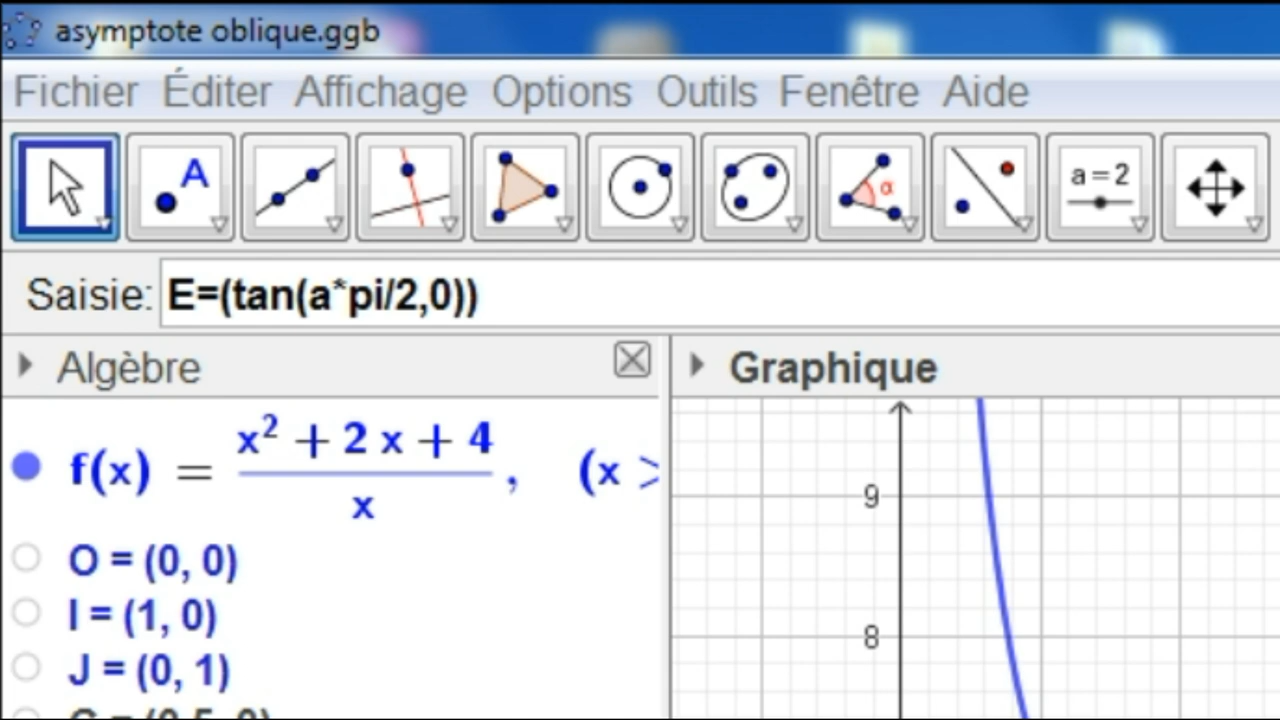 asymptote oblique.ggb
Fichier Éditer Affichage Options Outils Fenêtre Aide
A
α
a=2
Saisie: E=(tan(a*pi/2,0))
Algèbre
Graphique
f(x) = (x² + 2 x + 4)/x, (x >
O = (0, 0)
I = (1, 0)
J = (0, 1)
9
8